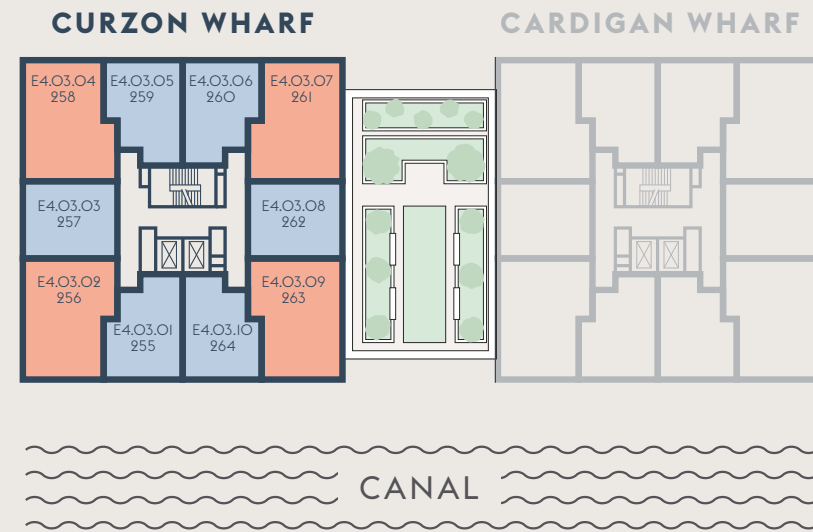 CURZON WHARF
CARDIGAN WHARF
E4.03.04
258
E4.03.05
259
E4.03.06
260
E4.03.07
261
E4.03.03
257
E4.03.08
262
E4.03.02
256
E4.03.09
263
E4.03.01
255
E4.03.10
264
CANAL